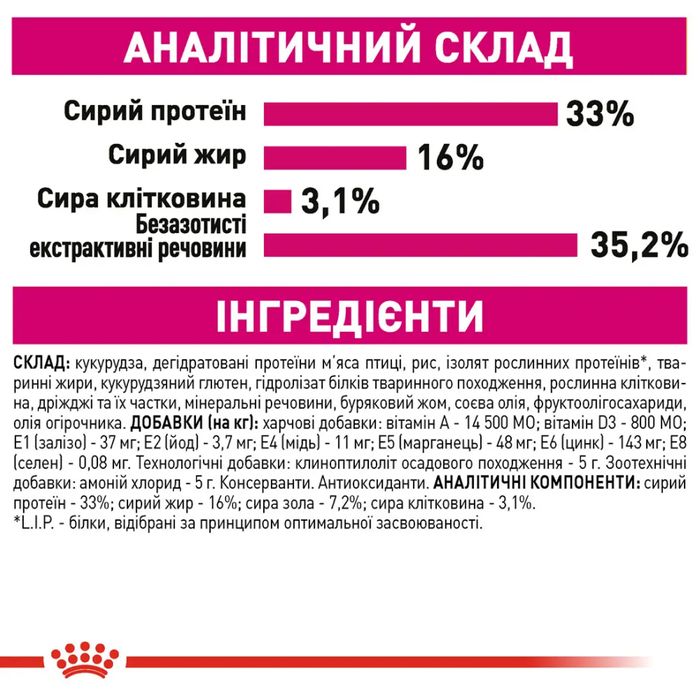 АНАЛІТИЧНИЙ СКЛАД
Сирий протеїн 33%
Сирий жир 16%
Сира клітковина 3,1%
Безазотисті
екстрактивні речовини 35,2%
ІНГРЕДІЄНТИ
СКЛАД: кукурудза, дегідратовані протеїни м'яса птиці, рис, ізолят рослинних протеїнів*, тва-
ринні жири, кукурудзяний глютен, гідролізат білків тваринного походження, рослинна кліткови-
на, дріжджі та їх частки, мінеральні речовини, буряковий жом, соєва олія, фруктоолігосахариди,
олія огірочника. ДОБАВКИ (на кг): харчові добавки: вітамін А - 14 500 МО; вітамін D3 - 800 МО;
E1 (залізо) - 37 мг; E2 (йод) - 3,7 мг; E4 (мідь) - 11 мг; E5 (марганець) - 48 мг; E6 (цинк) - 143 мг; E8
(селен) - 0,08 мг. Технологічні добавки: клиноптилоліт осадового походження - 5 г. Зоотехнічні
добавки: амоній хлорид - 5 г. Консерванти. Антиоксиданти. АНАЛІТИЧНІ КОМПОНЕНТИ: сирий
протеїн - 33%; сирий жир - 16%; сира зола - 7,2%; сира клітковина - 3,1%.
*L.I.P. - білки, відібрані за принципом оптимальної засвоюваності.